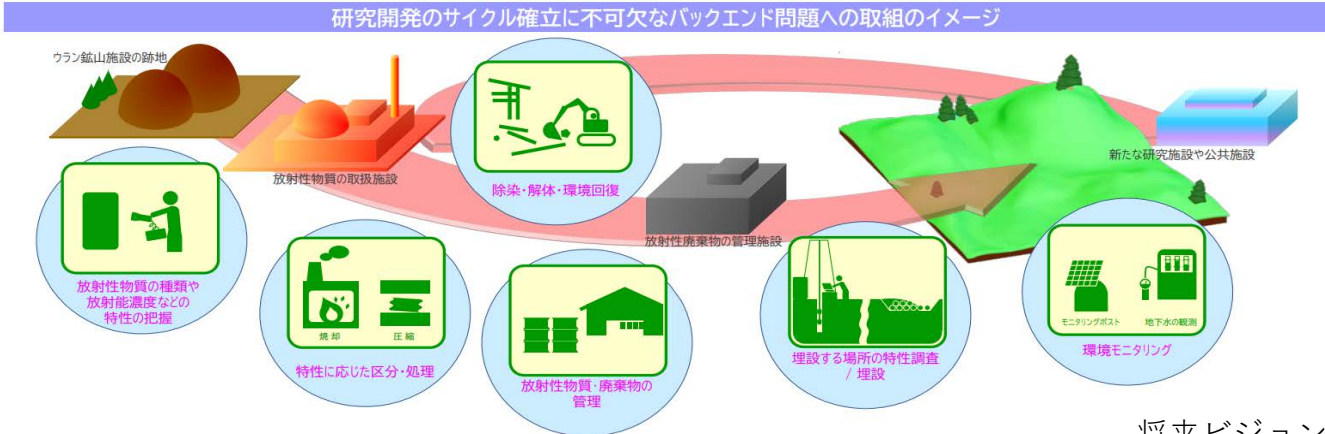 研究開発のサイクル確立に不可欠なバックエンド問題への取組のイメージ
ウラン鉱山施設の跡地
放射性物質の取扱施設
除染・解体・環境回復
新たな研究施設や公共施設
放射性廃棄物の管理施設
放射性物質の種類や
放射能濃度などの
特性の把握
焼却
圧縮
特性に応じた区分・処理
放射性物質・廃棄物の
管理
埋設する場所の特性調査
/ 埋設
モニタリングポスト
地下水の観測
環境モニタリング
将来ビジョン